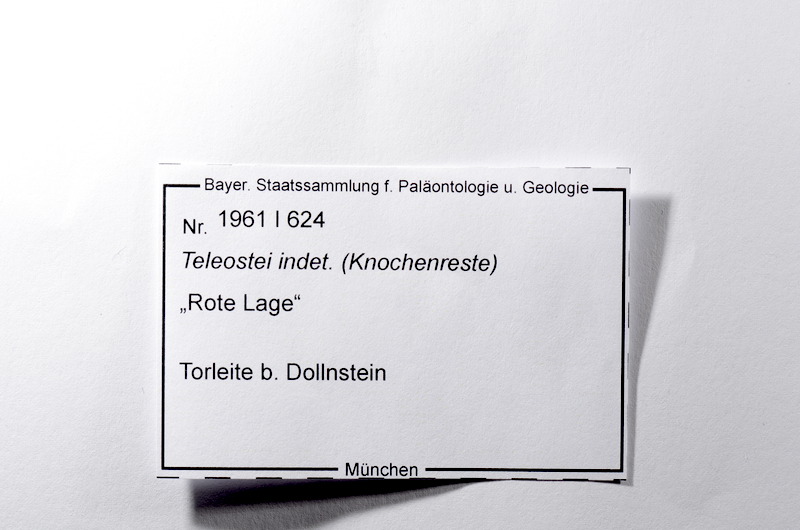 Bayer. Staatssammlung f. Paläontologie u. Geologie
Nr. 1961 I 624
Teleostei indet. (Knochenreste)
„Rote Lage“
Torleite b. Dollnstein
München